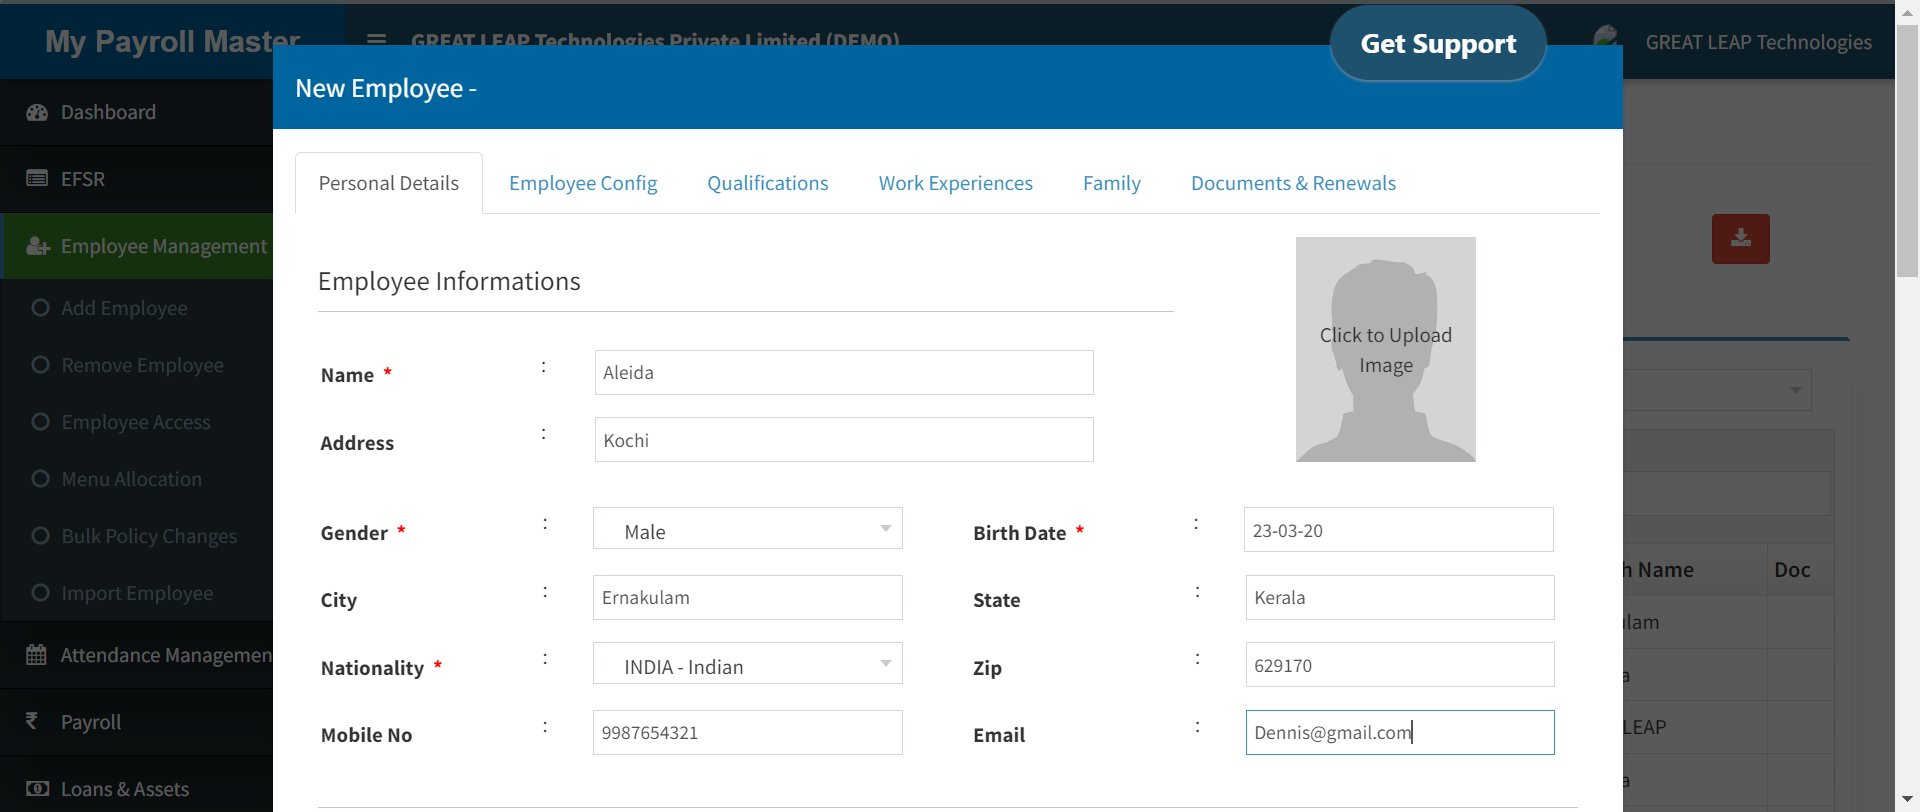 My Payroll Master
GREAT LEAP Technologies Private Limited (DEMO)
Get Support
GREAT LEAP Technologies
New Employee -
Dashboard
EFSR
Employee Management
Add Employee
Remove Employee
Employee Access
Menu Allocation
Bulk Policy Changes
Import Employee
Attendance Managemen
₹ Payroll
Loans & Assets
Personal Details Employee Config Qualifications Work Experiences Family Documents & Renewals
Employee Informations
Click to Upload
Image
Name * : Aleida
Address : Kochi
Gender * : Male Birth Date * : 23-03-20
City : Ernakulam State : Kerala
Nationality * : INDIA - Indian Zip : 629170
Mobile No : 9987654321 Email : Dennis@gmail.com
h Name Doc
ulam
a
LEAP
a